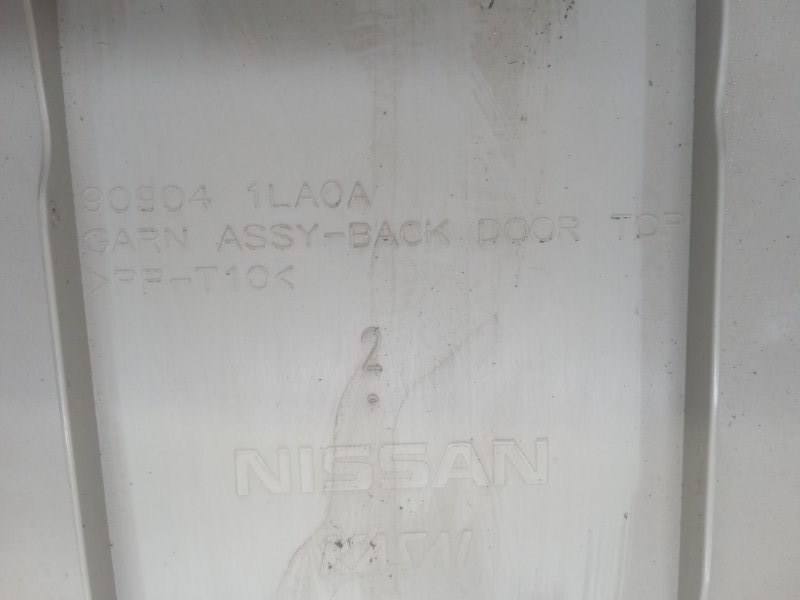 90904 1LA0A
GARN ASSY-BACK DOOR TOP
>PP-T10<
2
NISSAN